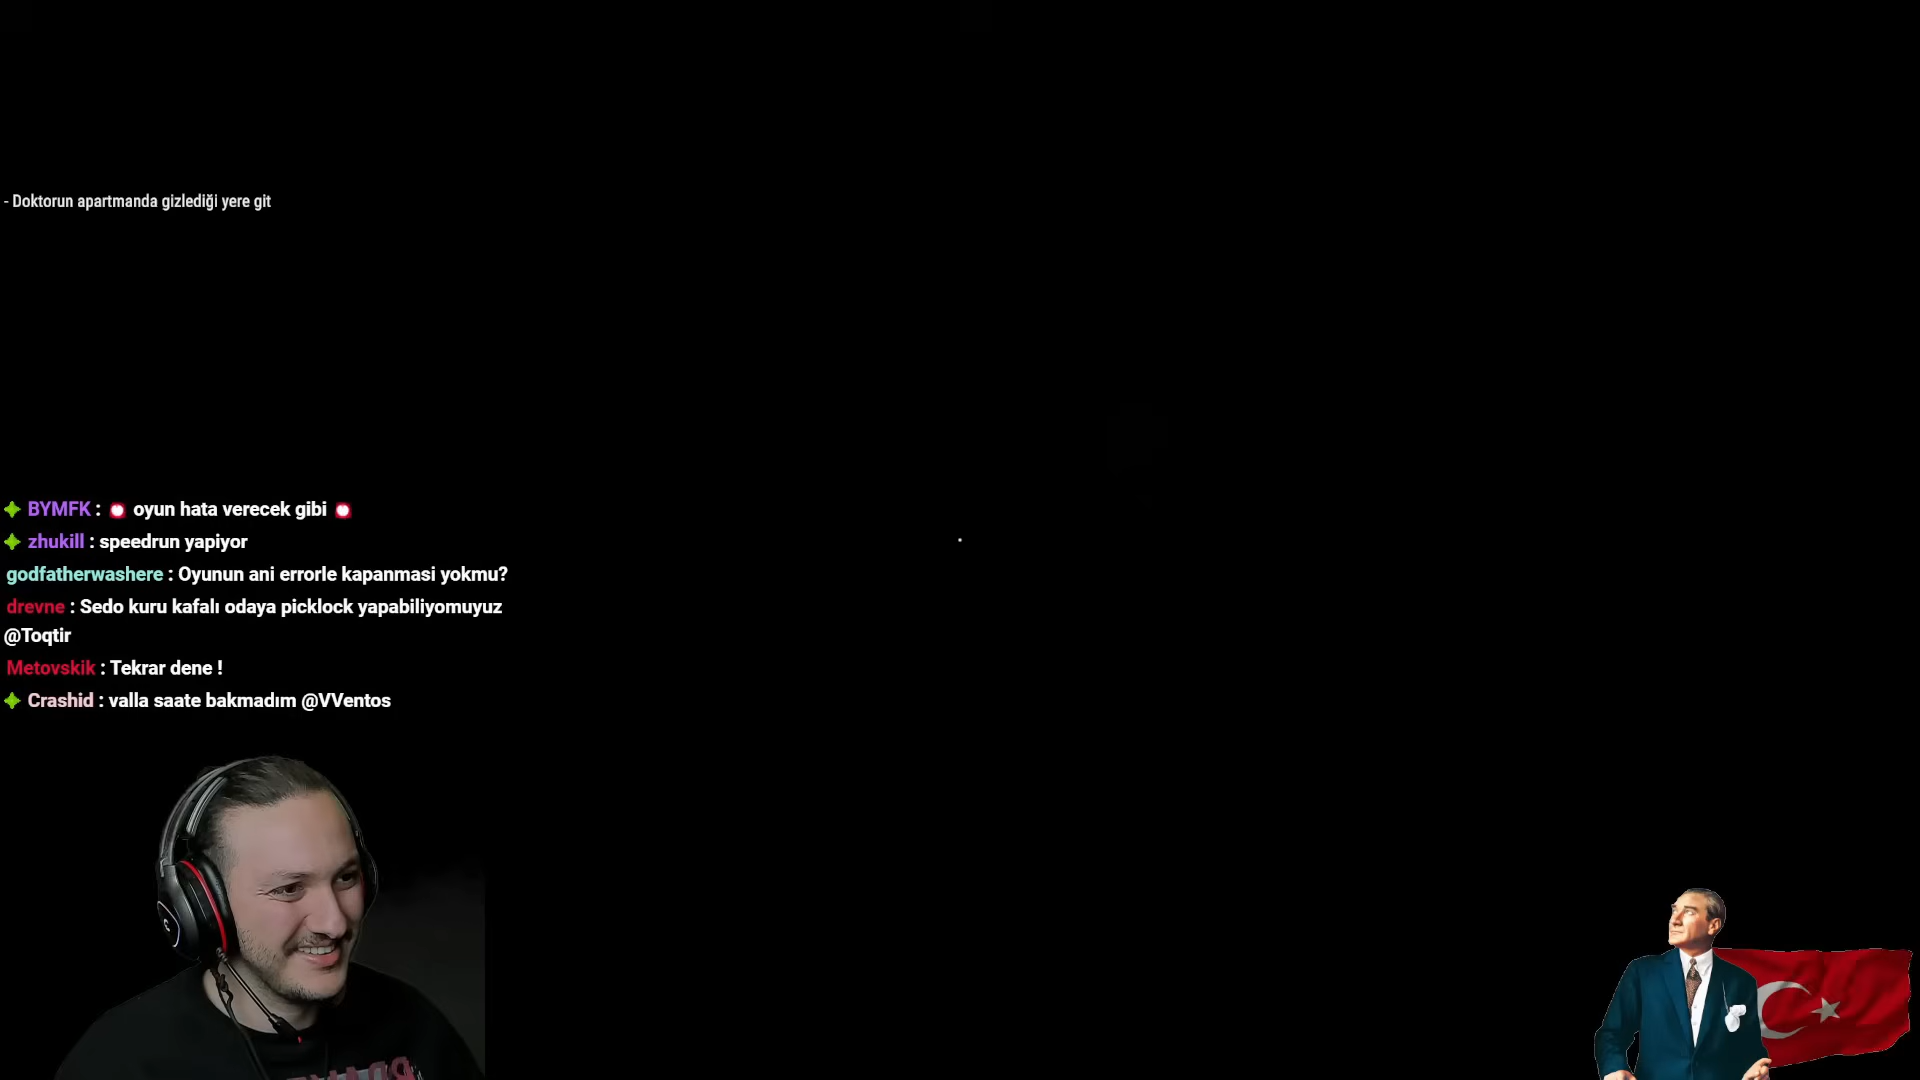 - Doktorun apartmanda gizlediği yere git
BYMFK : oyun hata verecek gibi
zhukill : speedrun yapiyor
godfatherwashere : Oyunun ani errorle kapanmasi yokmu?
drevne : Sedo kuru kafalı odaya picklock yapabiliyomuyuz
@Toqtir
Metovskik : Tekrar dene !
Crashid : valla saate bakmadım @VVentos